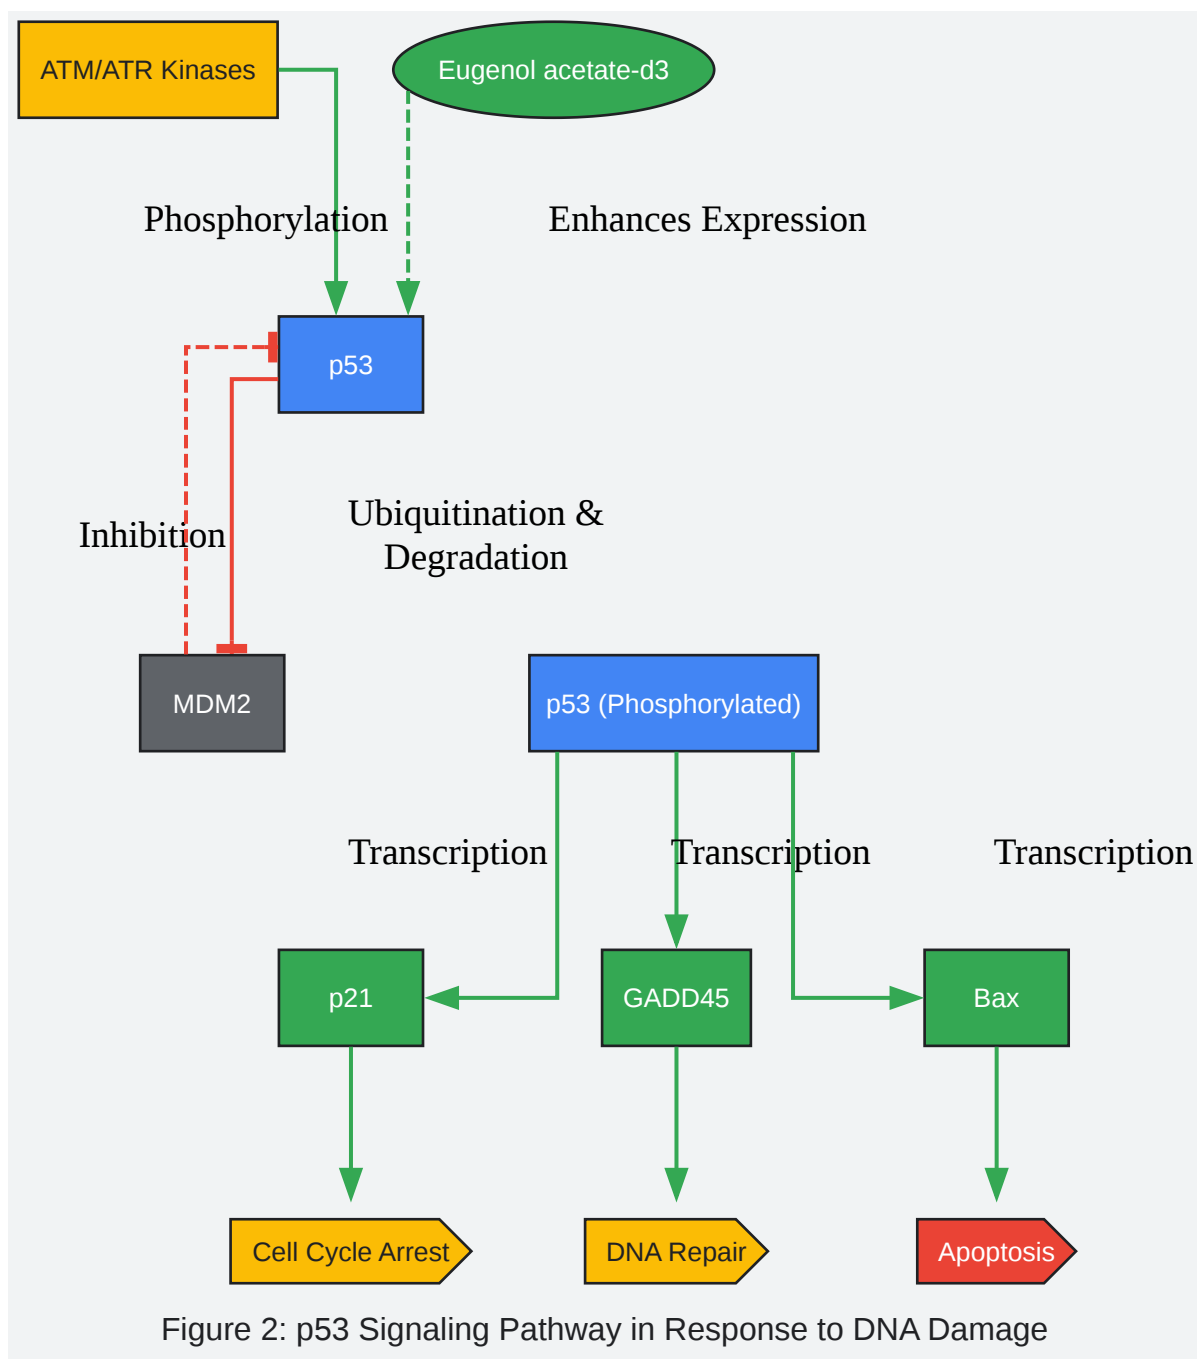 ATM/ATR Kinases
Eugenol acetate-d3
Phosphorylation
Enhances Expression
p53
Inhibition
Ubiquitination &
Degradation
MDM2
p53 (Phosphorylated)
Transcription
Transcription
Transcription
p21
GADD45
Bax
Cell Cycle Arrest
DNA Repair
Apoptosis
Figure 2: p53 Signaling Pathway in Response to DNA Damage